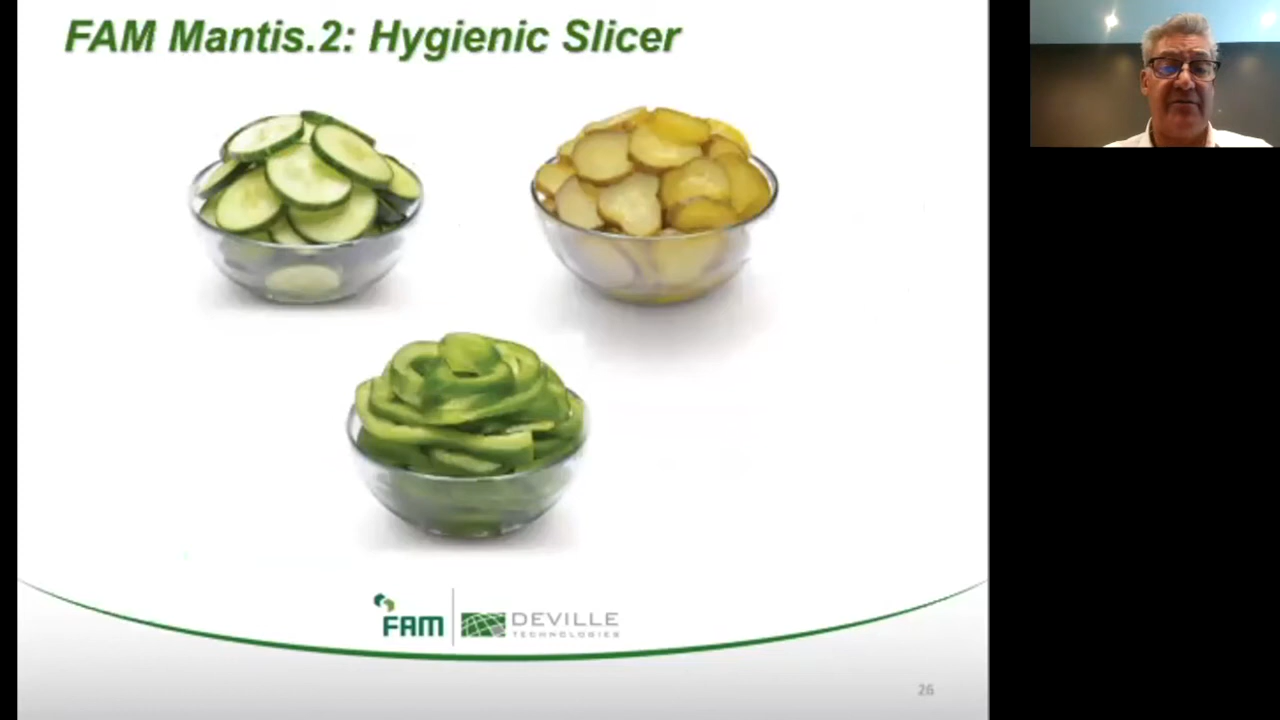 FAM Mantis.2: Hygienic Slicer
FAM
DEVILLE
TECHNOLOGIES
26